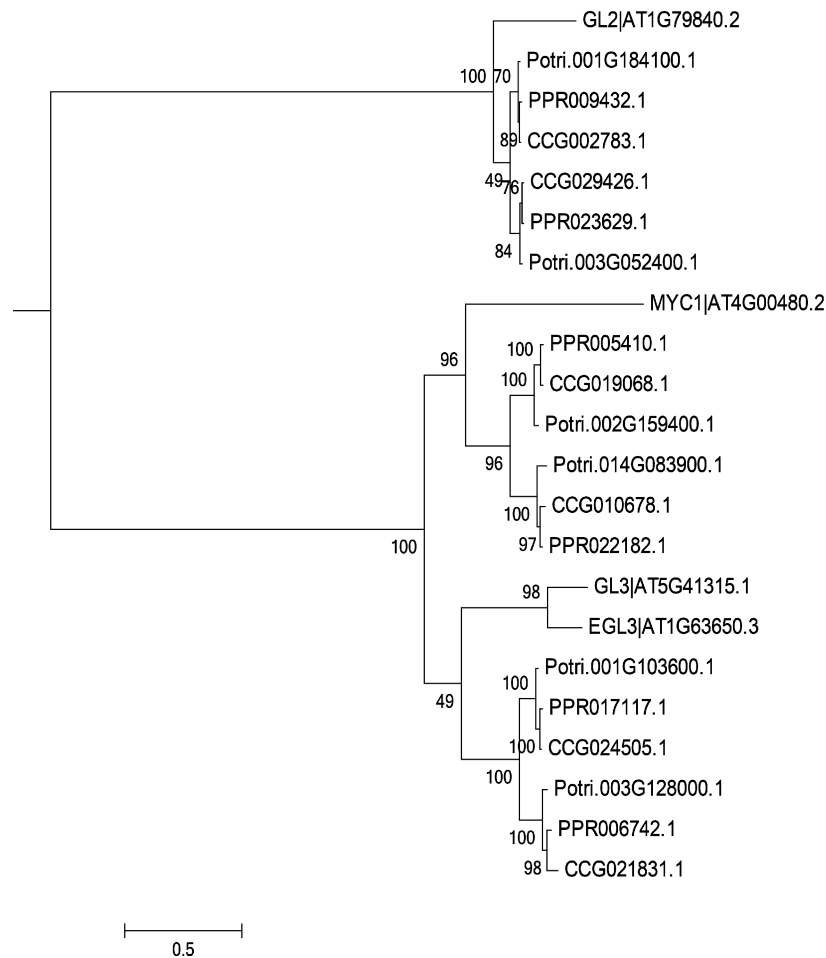 GL2|AT1G79840.2
Potri.001G184100.1
100 70
PPR009432.1
89
CCG002783.1
49
76
CCG029426.1
PPR023629.1
84
Potri.003G052400.1
MYC1|AT4G00480.2
PPR005410.1
100
96
100
CCG019068.1
Potri.002G159400.1
96
Potri.014G083900.1
CCG010678.1
100
97
PPR022182.1
100
GL3|AT5G41315.1
98
EGL3|AT1G63650.3
Potri.001G103600.1
100
49
PPR017117.1
100
CCG024505.1
100
Potri.003G128000.1
PPR006742.1
100
98
CCG021831.1
0.5